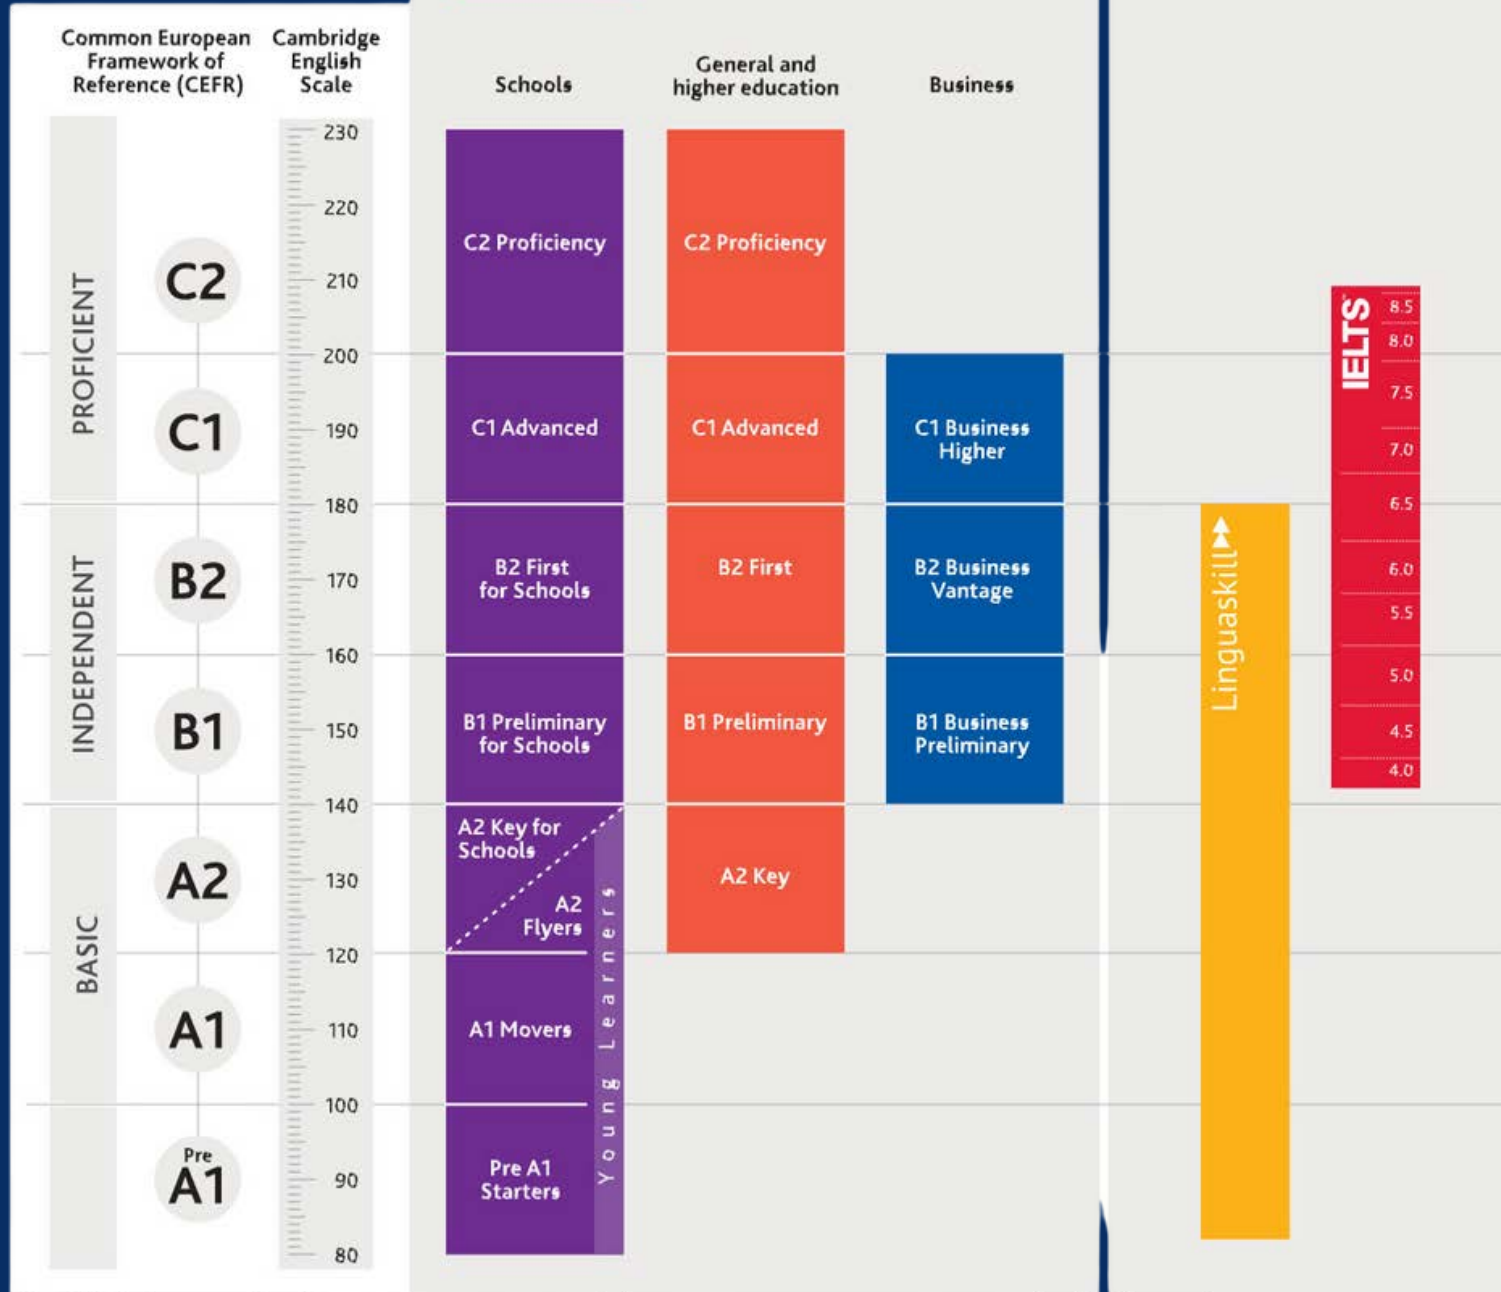 Common European
Framework of
Reference (CEFR)
Cambridge
English
Scale
Schools
General and
higher education
Business
PROFICIENT
INDEPENDENT
BASIC
C2
C1
B2
B1
A2
A1
Pre
A1
230
220
210
200
190
180
170
160
150
140
130
120
110
100
90
80
C2 Proficiency
C1 Advanced
B2 First
for Schools
B1 Preliminary
for Schools
A2 Key for
Schools
A2
Flyers
A1 Movers
Pre A1
Starters
Young Learners
C2 Proficiency
C1 Advanced
B2 First
B1 Preliminary
A2 Key
C1 Business
Higher
B2 Business
Vantage
B1 Business
Preliminary
Linguaskill
IELTS
8.5
8.0
7.5
7.0
6.5
6.0
5.5
5.0
4.5
4.0